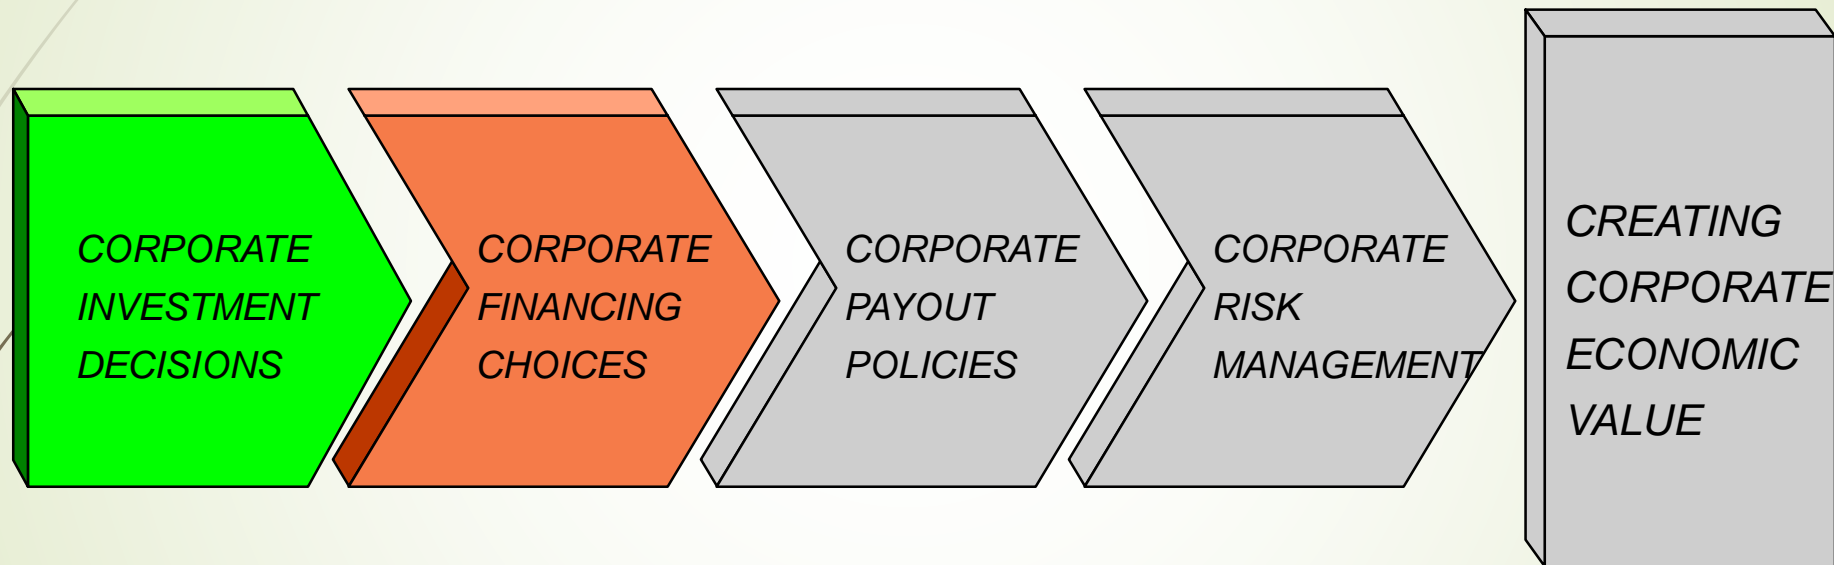 CORPORATE
INVESTMENT
DECISIONS
CORPORATE
FINANCING
CHOICES
CORPORATE
PAYOUT
POLICIES
CORPORATE
RISK
MANAGEMENT
CREATING
CORPORATE
ECONOMIC
VALUE